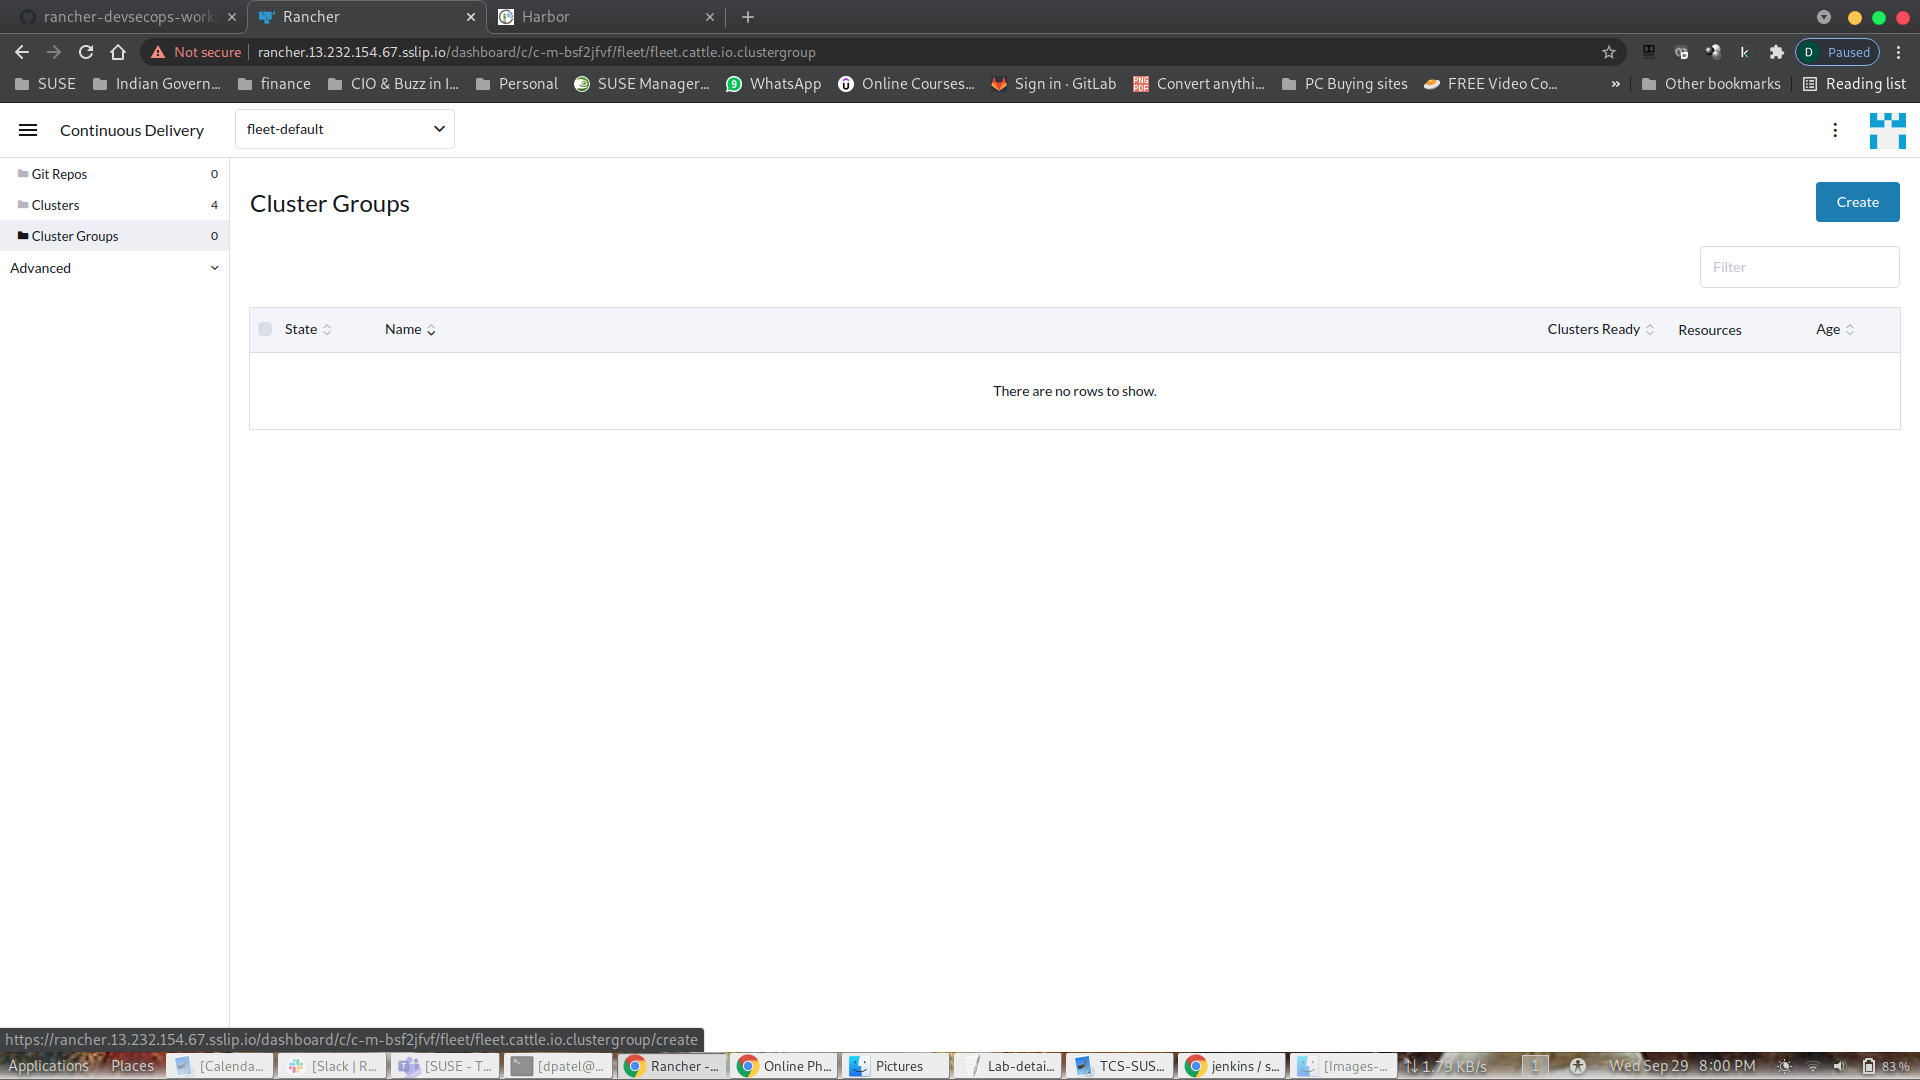 rancher-devsecops-works
Rancher
Harbor
Not secure
rancher.13.232.154.67.sslip.io/dashboard/c/c-m-bsf2jfvf/fleet/fleet.cattle.io.clustergroup
D Paused
SUSE
Indian Govern...
finance
CIO & Buzz in I...
Personal
SUSE Manager...
9 WhatsApp
Online Courses...
Sign in · GitLab
PNG PDF Convert anythi...
PC Buying sites
FREE Video Co...
»
Other bookmarks
Reading list
Continuous Delivery
fleet-default
Git Repos 0
Clusters 4
Cluster Groups 0
Advanced
Cluster Groups
Create
Filter
State Name Clusters Ready Resources Age
There are no rows to show.
https://rancher.13.232.154.67.sslip.io/dashboard/c/c-m-bsf2jfvf/fleet/fleet.cattle.io.clustergroup/create
Applications
Places
[Calenda...
[Slack | R...
[SUSE - T...
[dpatel@...
Rancher -...
Online Ph...
Pictures
Lab-detai...
TCS-SUS...
jenkins / s...
[Images-...
1.79 KB/s
1
Wed Sep 29 8:00 PM
83 %